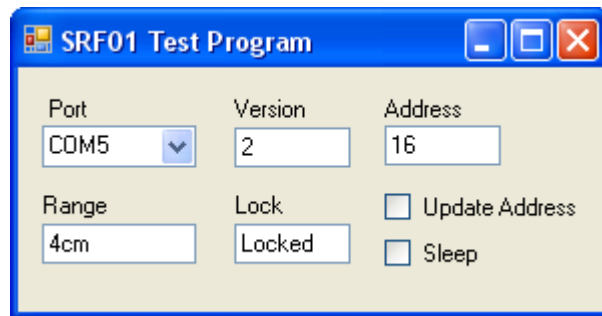 SRF01 Test Program
Port Version Address
COM5 2 16
Range Lock Update Address
4cm Locked Sleep